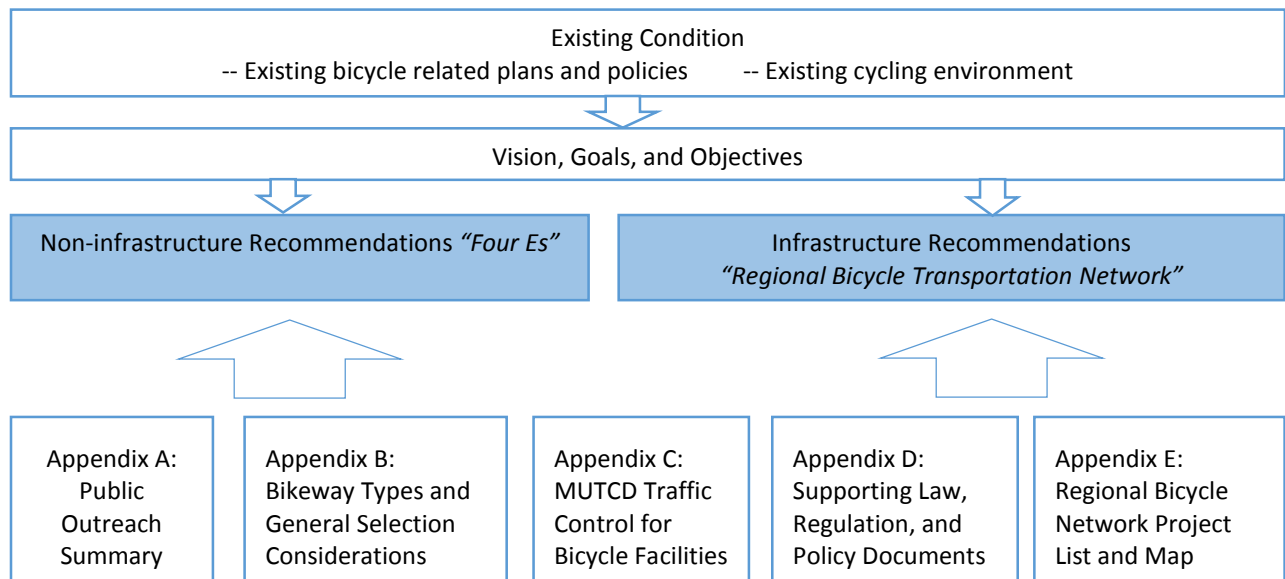 Existing Condition
-- Existing bicycle related plans and policies -- Existing cycling environment
Vision, Goals, and Objectives
Non-infrastructure Recommendations “Four Es”
Infrastructure Recommendations
“Regional Bicycle Transportation Network”
Appendix A:
Public
Outreach
Summary
Appendix B:
Bikeway Types and
General Selection
Considerations
Appendix C:
MUTCD Traffic
Control for
Bicycle Facilities
Appendix D:
Supporting Law,
Regulation, and
Policy Documents
Appendix E:
Regional Bicycle
Network Project
List and Map